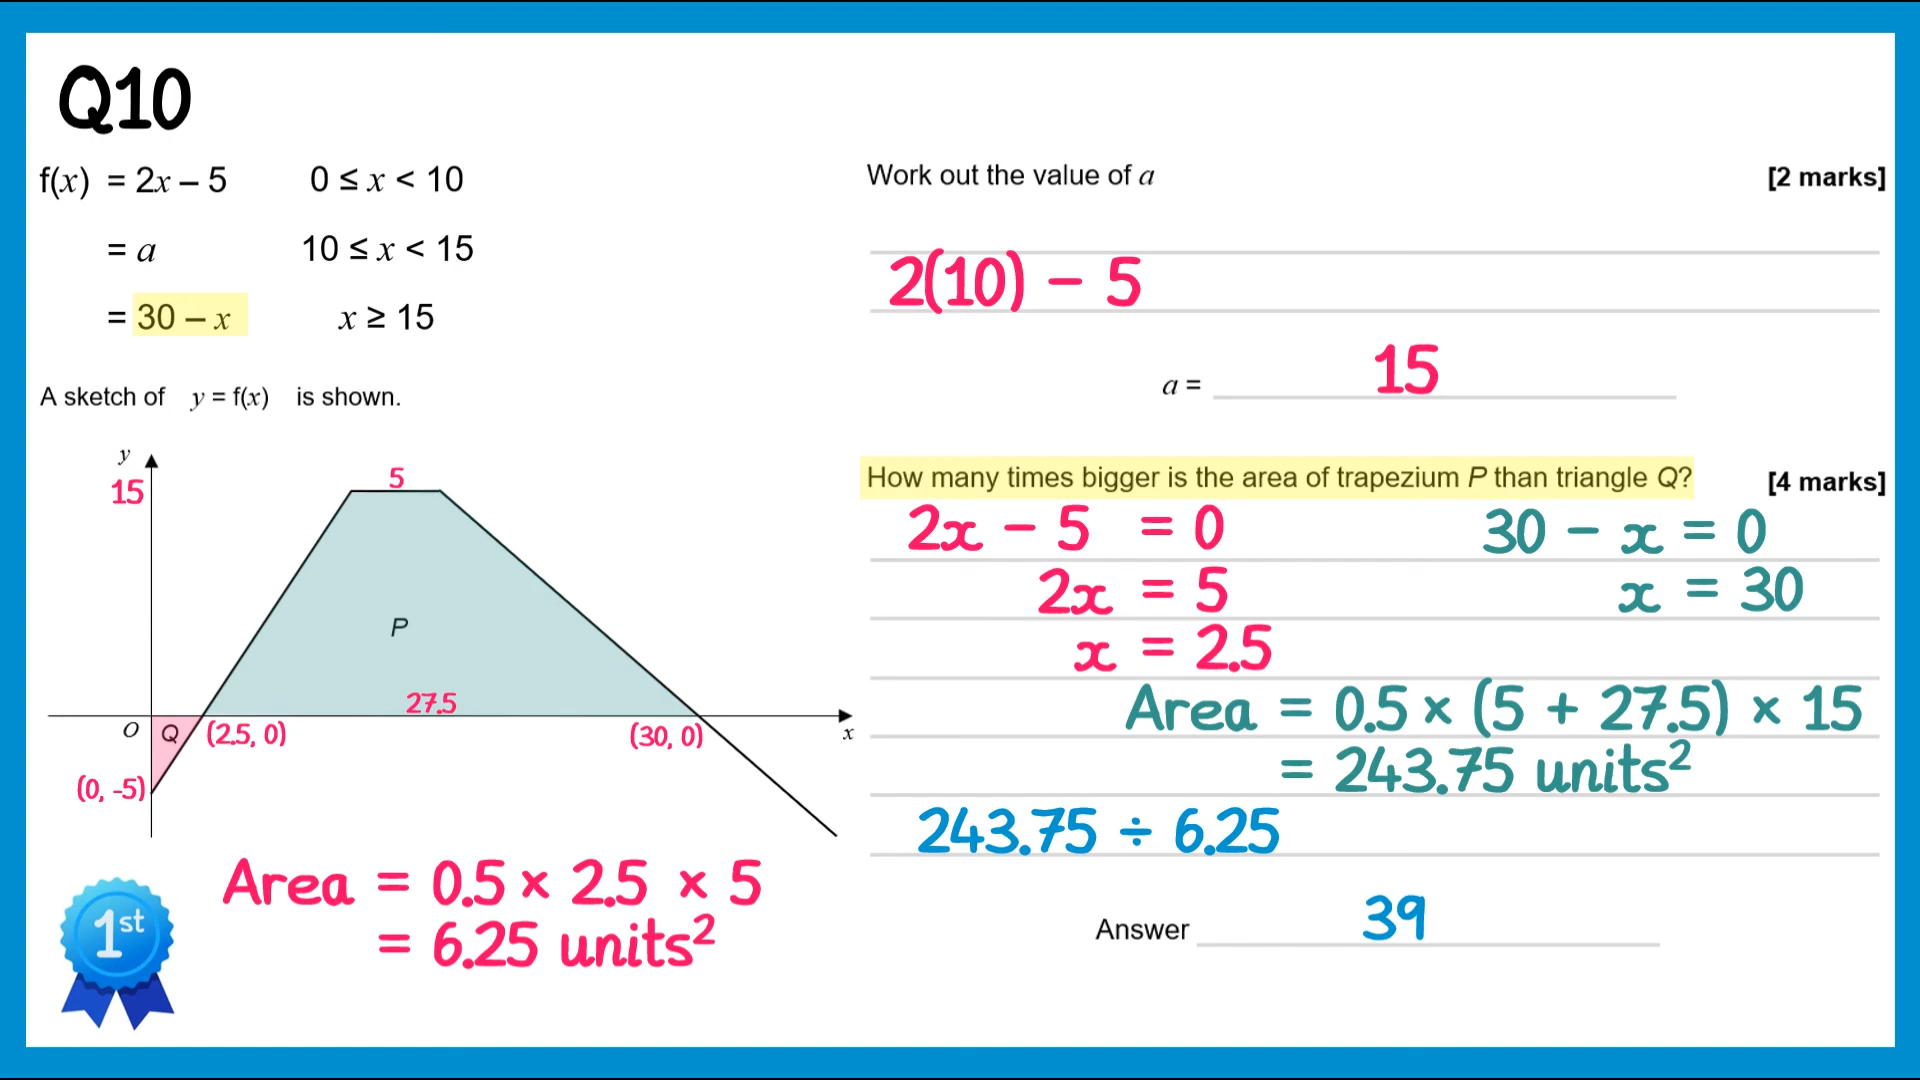 Q10
f(x) = 2x – 5 0 ≤ x < 10
= a 10 ≤ x < 15
= 30 – x x ≥ 15
A sketch of y = f(x) is shown.
y
15
5
P
27.5
O
Q
(2.5, 0)
(30, 0)
x
(0, -5)
Area = 0.5 × 2.5 × 5
= 6.25 units²
1st
Work out the value of a [2 marks]
2(10) – 5
a = 15
How many times bigger is the area of trapezium P than triangle Q? [4 marks]
2x – 5 = 0 30 – x = 0
2x = 5 x = 30
x = 2.5
Area = 0.5 × (5 + 27.5) × 15
= 243.75 units²
243.75 ÷ 6.25
Answer 39